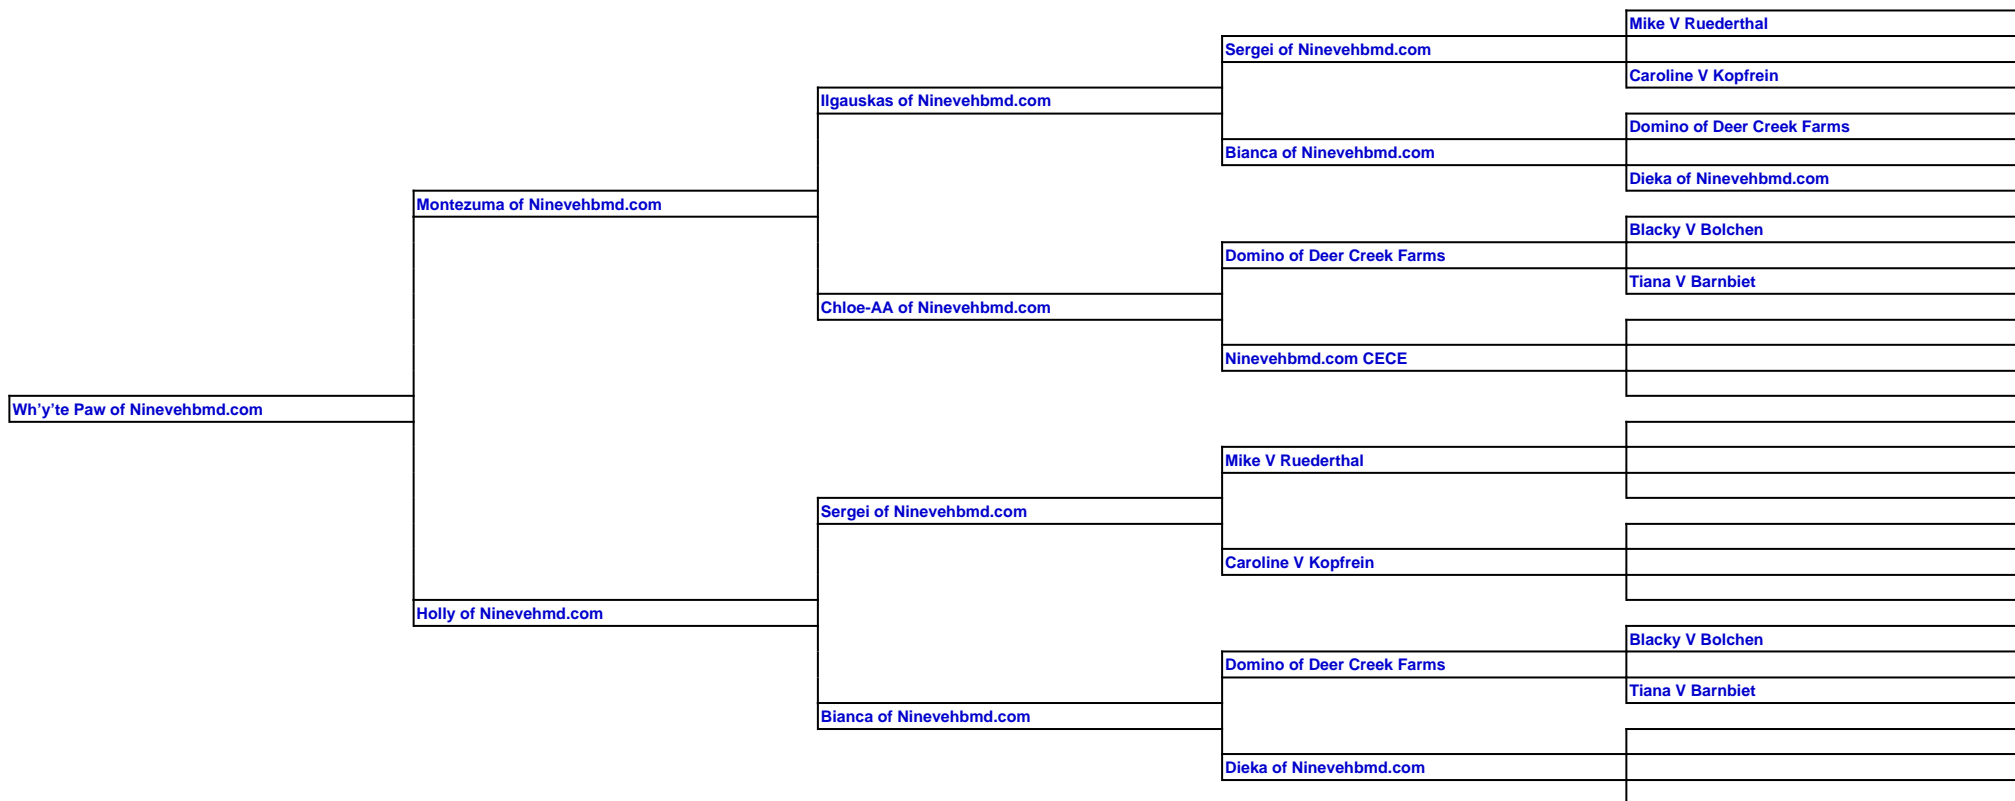 Mike V Ruederthal
Sergei of Ninevehbmd.com
Caroline V Kopfrein
Ilgauskas of Ninevehbmd.com
Domino of Deer Creek Farms
Bianca of Ninevehbmd.com
Dieka of Ninevehbmd.com
Montezuma of Ninevehbmd.com
Blacky V Bolchen
Domino of Deer Creek Farms
Tiana V Barnbiet
Chloe-AA of Ninevehbmd.com
Ninevehbmd.com CECE
Wh’y’te Paw of Ninevehbmd.com
Mike V Ruederthal
Sergei of Ninevehbmd.com
Caroline V Kopfrein
Holly of Ninevehmd.com
Blacky V Bolchen
Domino of Deer Creek Farms
Tiana V Barnbiet
Bianca of Ninevehbmd.com
Dieka of Ninevehbmd.com